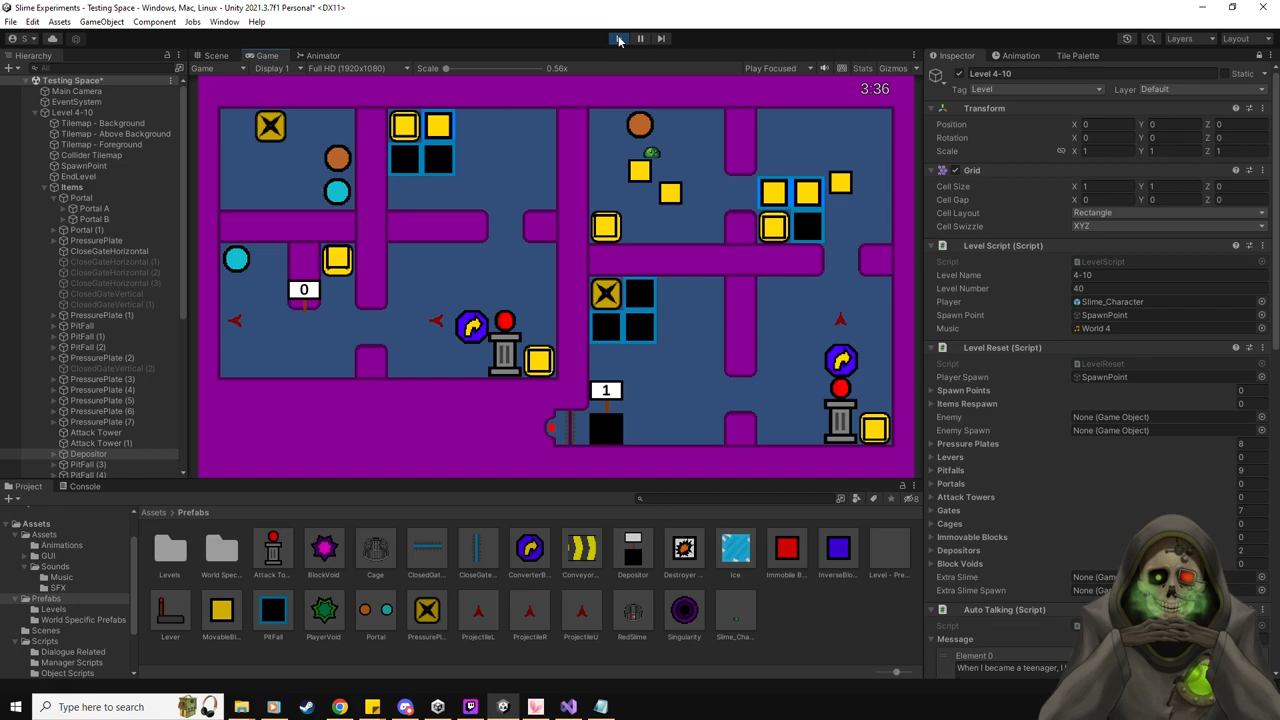 Slime Experiments - Testing Space - Windows, Mac, Linux - Unity 2021.3.7f1 Personal* <DX11>
File Edit Assets GameObject Component Jobs Window Help
S
Layers Layout
Hierarchy
All
Testing Space*
Main Camera
EventSystem
Level 4-10
Tilemap - Background
Tilemap - Above Background
Tilemap - Foreground
Collider Tilemap
SpawnPoint
EndLevel
Items
Portal
Portal A
Portal B
Portal (1)
PressurePlate
CloseGateHorizontal
CloseGateHorizontal (1)
CloseGateHorizontal (2)
CloseGateHorizontal (3)
ClosedGateVertical
ClosedGateVertical (1)
PressurePlate (1)
PitFall
PitFall (1)
PitFall (2)
PressurePlate (2)
ClosedGateVertical (2)
PressurePlate (3)
PressurePlate (4)
PressurePlate (5)
PressurePlate (6)
PressurePlate (7)
Attack Tower
Attack Tower (1)
Depositor
PitFall (3)
PitFall (4)
Scene Game Animator
Game Display 1 Full HD (1920x1080) Scale 0.56x Play Focused Stats Gizmos
3:36
0
1
Inspector Animation Tile Palette
Level 4-10 Static
Tag Level Layer Default
Transform
Position X 0 Y 0 Z 0
Rotation X 0 Y 0 Z 0
Scale X 1 Y 1 Z 1
Grid
Cell Size X 1 Y 1 Z 0
Cell Gap X 0 Y 0 Z 0
Cell Layout Rectangle
Cell Swizzle XYZ
Level Script (Script)
Script LevelScript
Level Name 4-10
Level Number 40
Player Slime_Character
Spawn Point SpawnPoint
Music World 4
Level Reset (Script)
Script LevelReset
Player Spawn SpawnPoint
Spawn Points 0
Items Respawn 0
Enemy None (Game Object)
Enemy Spawn None (Game Object)
Pressure Plates 8
Levers 0
Pitfalls 9
Portals 0
Attack Towers 0
Gates 7
Cages 0
Immovable Blocks 0
Depositors 2
Block Voids 0
Extra Slime None (Gam
Extra Slime Spawn None (Gam
Auto Talking (Script)
Script
Message
Element 0
When I became a teenager, I
Project Console
8
Assets
Assets
Animations
GUI
Sounds
Music
SFX
Prefabs
Levels
World Specific Prefabs
Scenes
Scripts
Dialogue Related
Manager Scripts
Object Scripts
Assets > Prefabs
Levels World Spec... Attack To... BlockVoid Cage ClosedGat... CloseGate... ConverterB... Conveyor... Depositor Destroyer ... Ice Immobile B... InverseBlo... Level - Pre...
Lever MovableBl... PitFall PlayerVoid Portal PressurePl... ProjectileL ProjectileR ProjectileU RedSlime Singularity Slime_Cha...
Type here to search